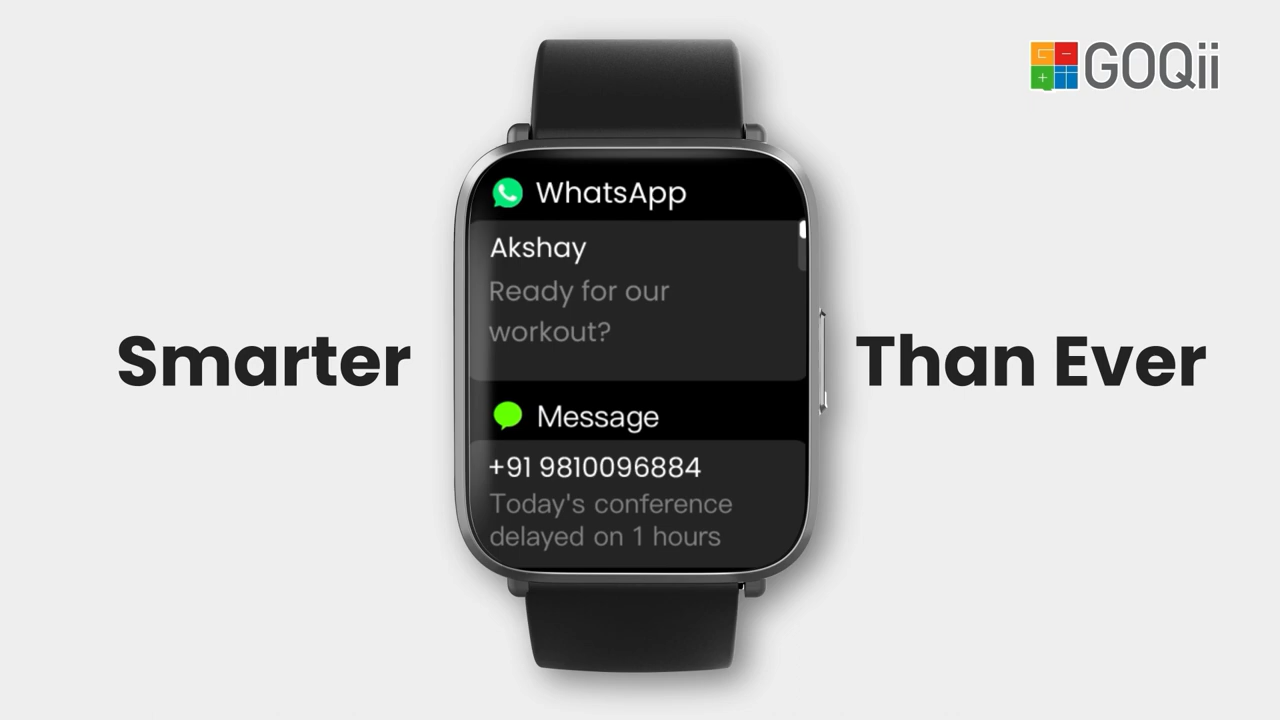 GOQii
WhatsApp
Akshay
Ready for our
workout?
Smarter
Than Ever
Message
+91 9810096884
Today's conference
delayed on 1 hours